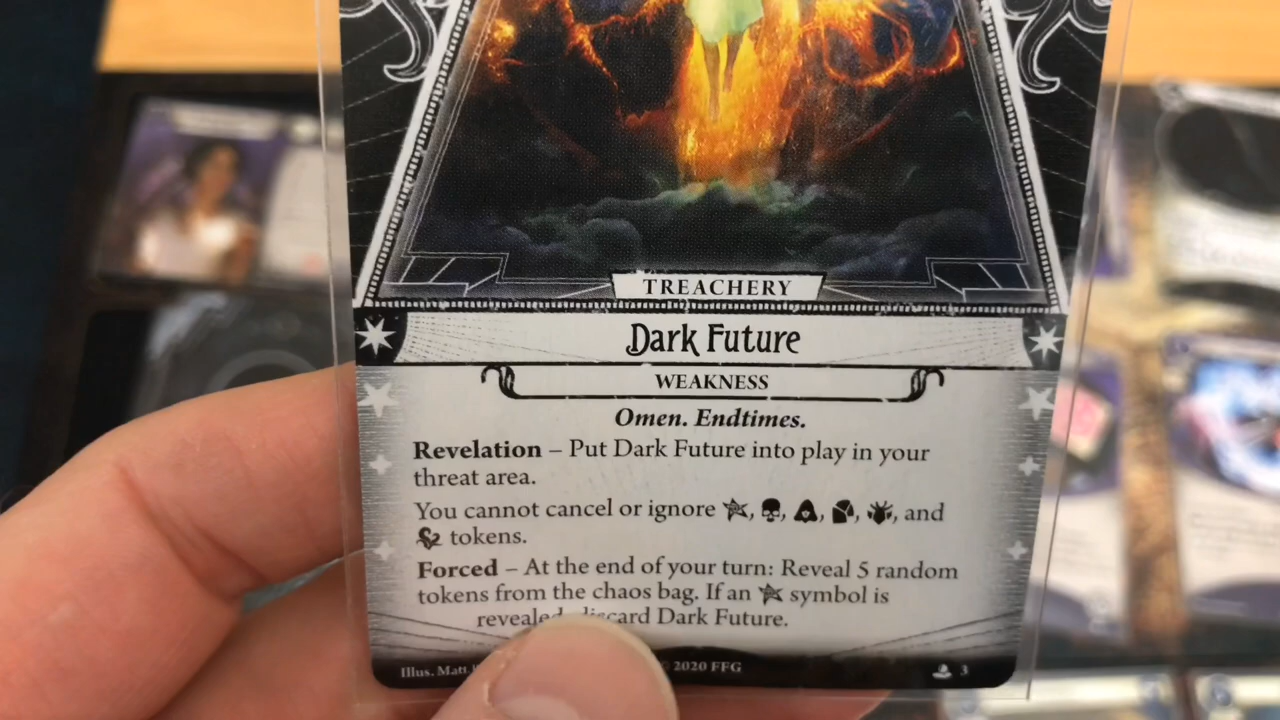 TREACHERY
Dark Future
WEAKNESS
Omen. Endtimes.
Revelation – Put Dark Future into play in your
threat area.
You cannot cancel or ignore , , , , , and
tokens.
Forced – At the end of your turn: Reveal 5 random
tokens from the chaos bag. If an symbol is
revealed, discard Dark Future.
Illus. Matt. 2020 FFG 3